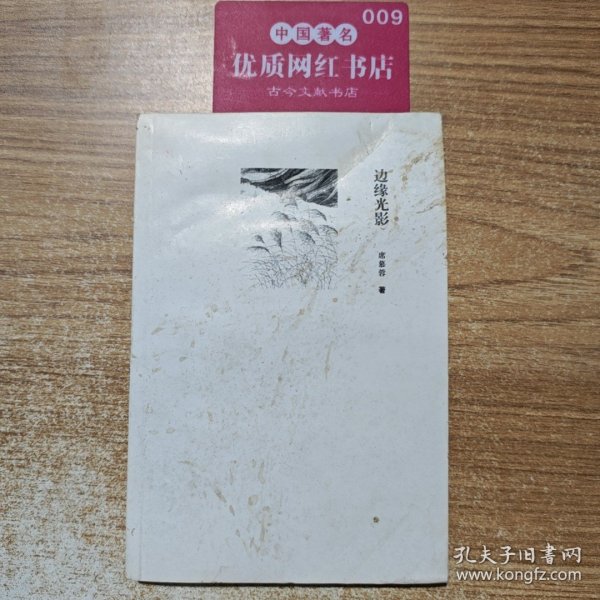 009
中国著名
优质网红书店
古今文献书店
边缘光影
席慕蓉 著
孔夫子旧书网
www.kongfz.com